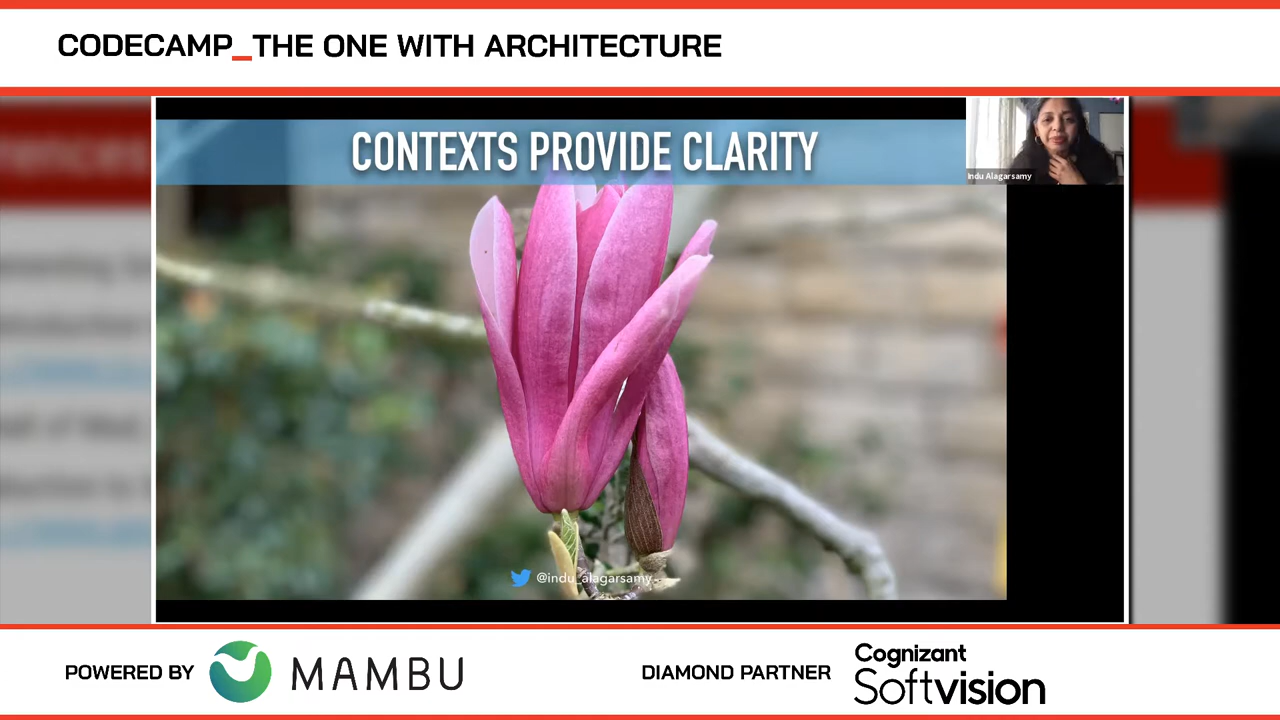 CODECAMP_THE ONE WITH ARCHITECTURE
CONTEXTS PROVIDE CLARITY
Indu Alagarsamy
@indu_alagarsamy
POWERED BY MAMBU
DIAMOND PARTNER
Cognizant
Softvision